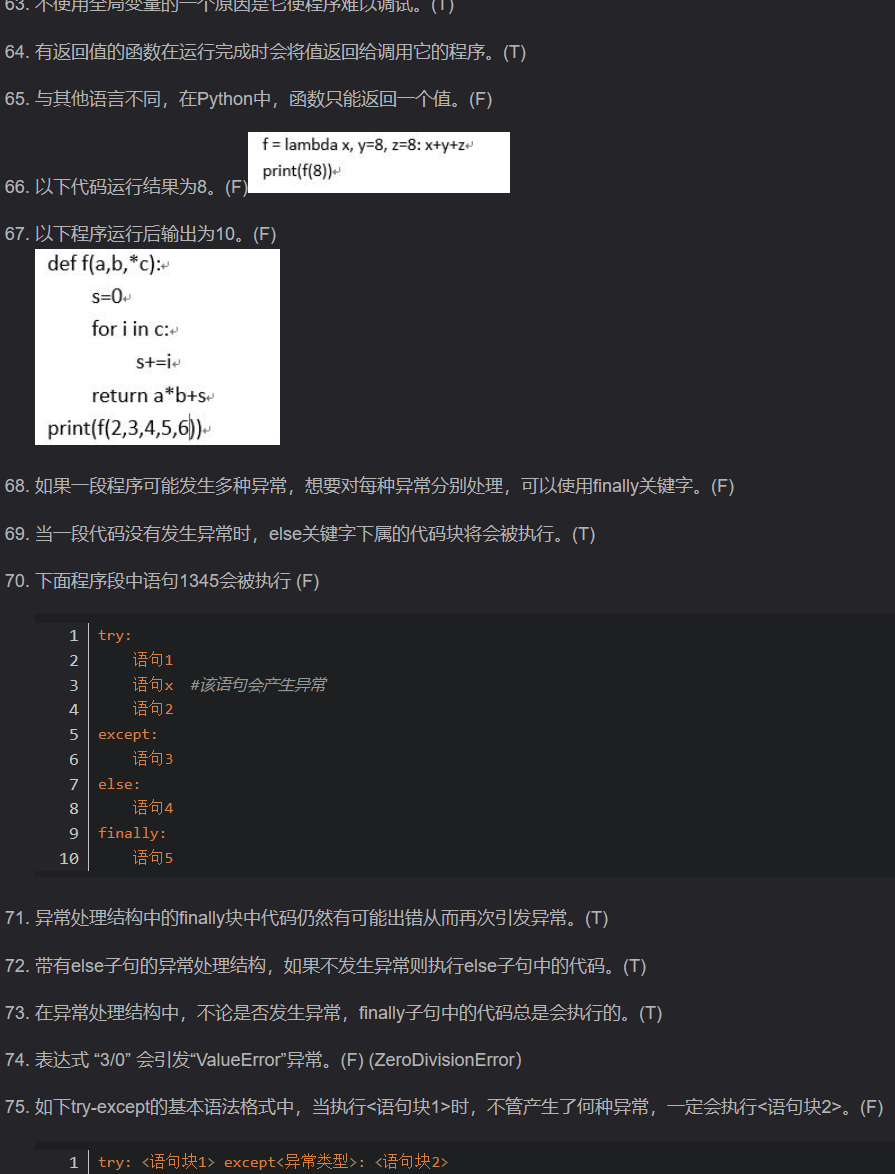 63. 不使用全局变量的一个原因是它使程序难以调试。(T)
64. 有返回值的函数在运行完成时会将值返回给调用它的程序。(T)
65. 与其他语言不同，在Python中，函数只能返回一个值。(F)
f = lambda x, y=8, z=8: x+y+z↵
print(f(8))↵
66. 以下代码运行结果为8。(F)
67. 以下程序运行后输出为10。(F)
def f(a,b,*c):↵
s=0↵
for i in c:↵
s+=i↵
return a*b+s↵
print(f(2,3,4,5,6))↵
68. 如果一段程序可能发生多种异常，想要对每种异常分别处理，可以使用finally关键字。(F)
69. 当一段代码没有发生异常时，else关键字下属的代码块将会被执行。(T)
70. 下面程序段中语句1345会被执行 (F)
1 try:
2 语句1
3 语句x #该语句会产生异常
4 语句2
5 except:
6 语句3
7 else:
8 语句4
9 finally:
10 语句5
71. 异常处理结构中的finally块中代码仍然有可能出错从而再次引发异常。(T)
72. 带有else子句的异常处理结构，如果不发生异常则执行else子句中的代码。(T)
73. 在异常处理结构中，不论是否发生异常，finally子句中的代码总是会执行的。(T)
74. 表达式 “3/0” 会引发“ValueError”异常。(F) (ZeroDivisionError）
75. 如下try-except的基本语法格式中，当执行<语句块1>时，不管产生了何种异常，一定会执行<语句块2>。(F)
1 try: <语句块1> except<异常类型>: <语句块2>